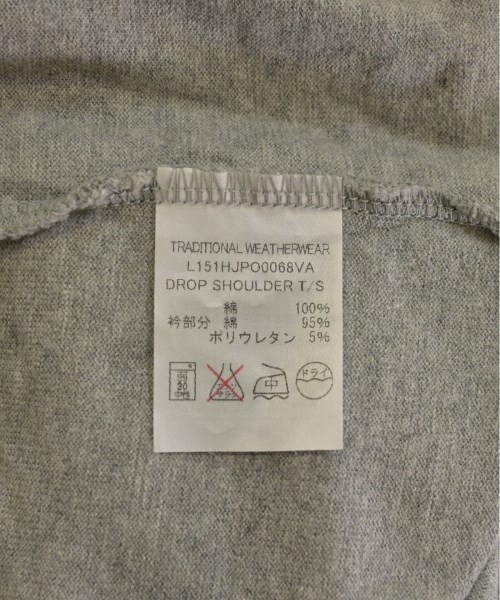 TRADITIONAL WEATHERWEAR
L151HJPO0068VA
DROP SHOULDER T/S
綿 100%
衿部分 綿 95%
ポリウレタン 5%
中 ドライ